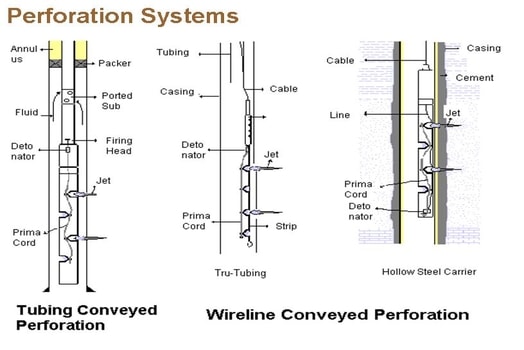 Perforation Systems
Annul
us
Packer
Ported
Sub
Fluid
Firing
Head
Deto
nator
Jet
Prima
Cord
Tubing Conveyed
Perforation
Tubing
Casing
Cable
Deto
nator
Jet
Prima
Cord
Strip
Tru-Tubing
Casing
Cable
Cement
Line
Jet
Prima
Cord
Deto
nator
Hollow Steel Carrier
Wireline Conveyed Perforation